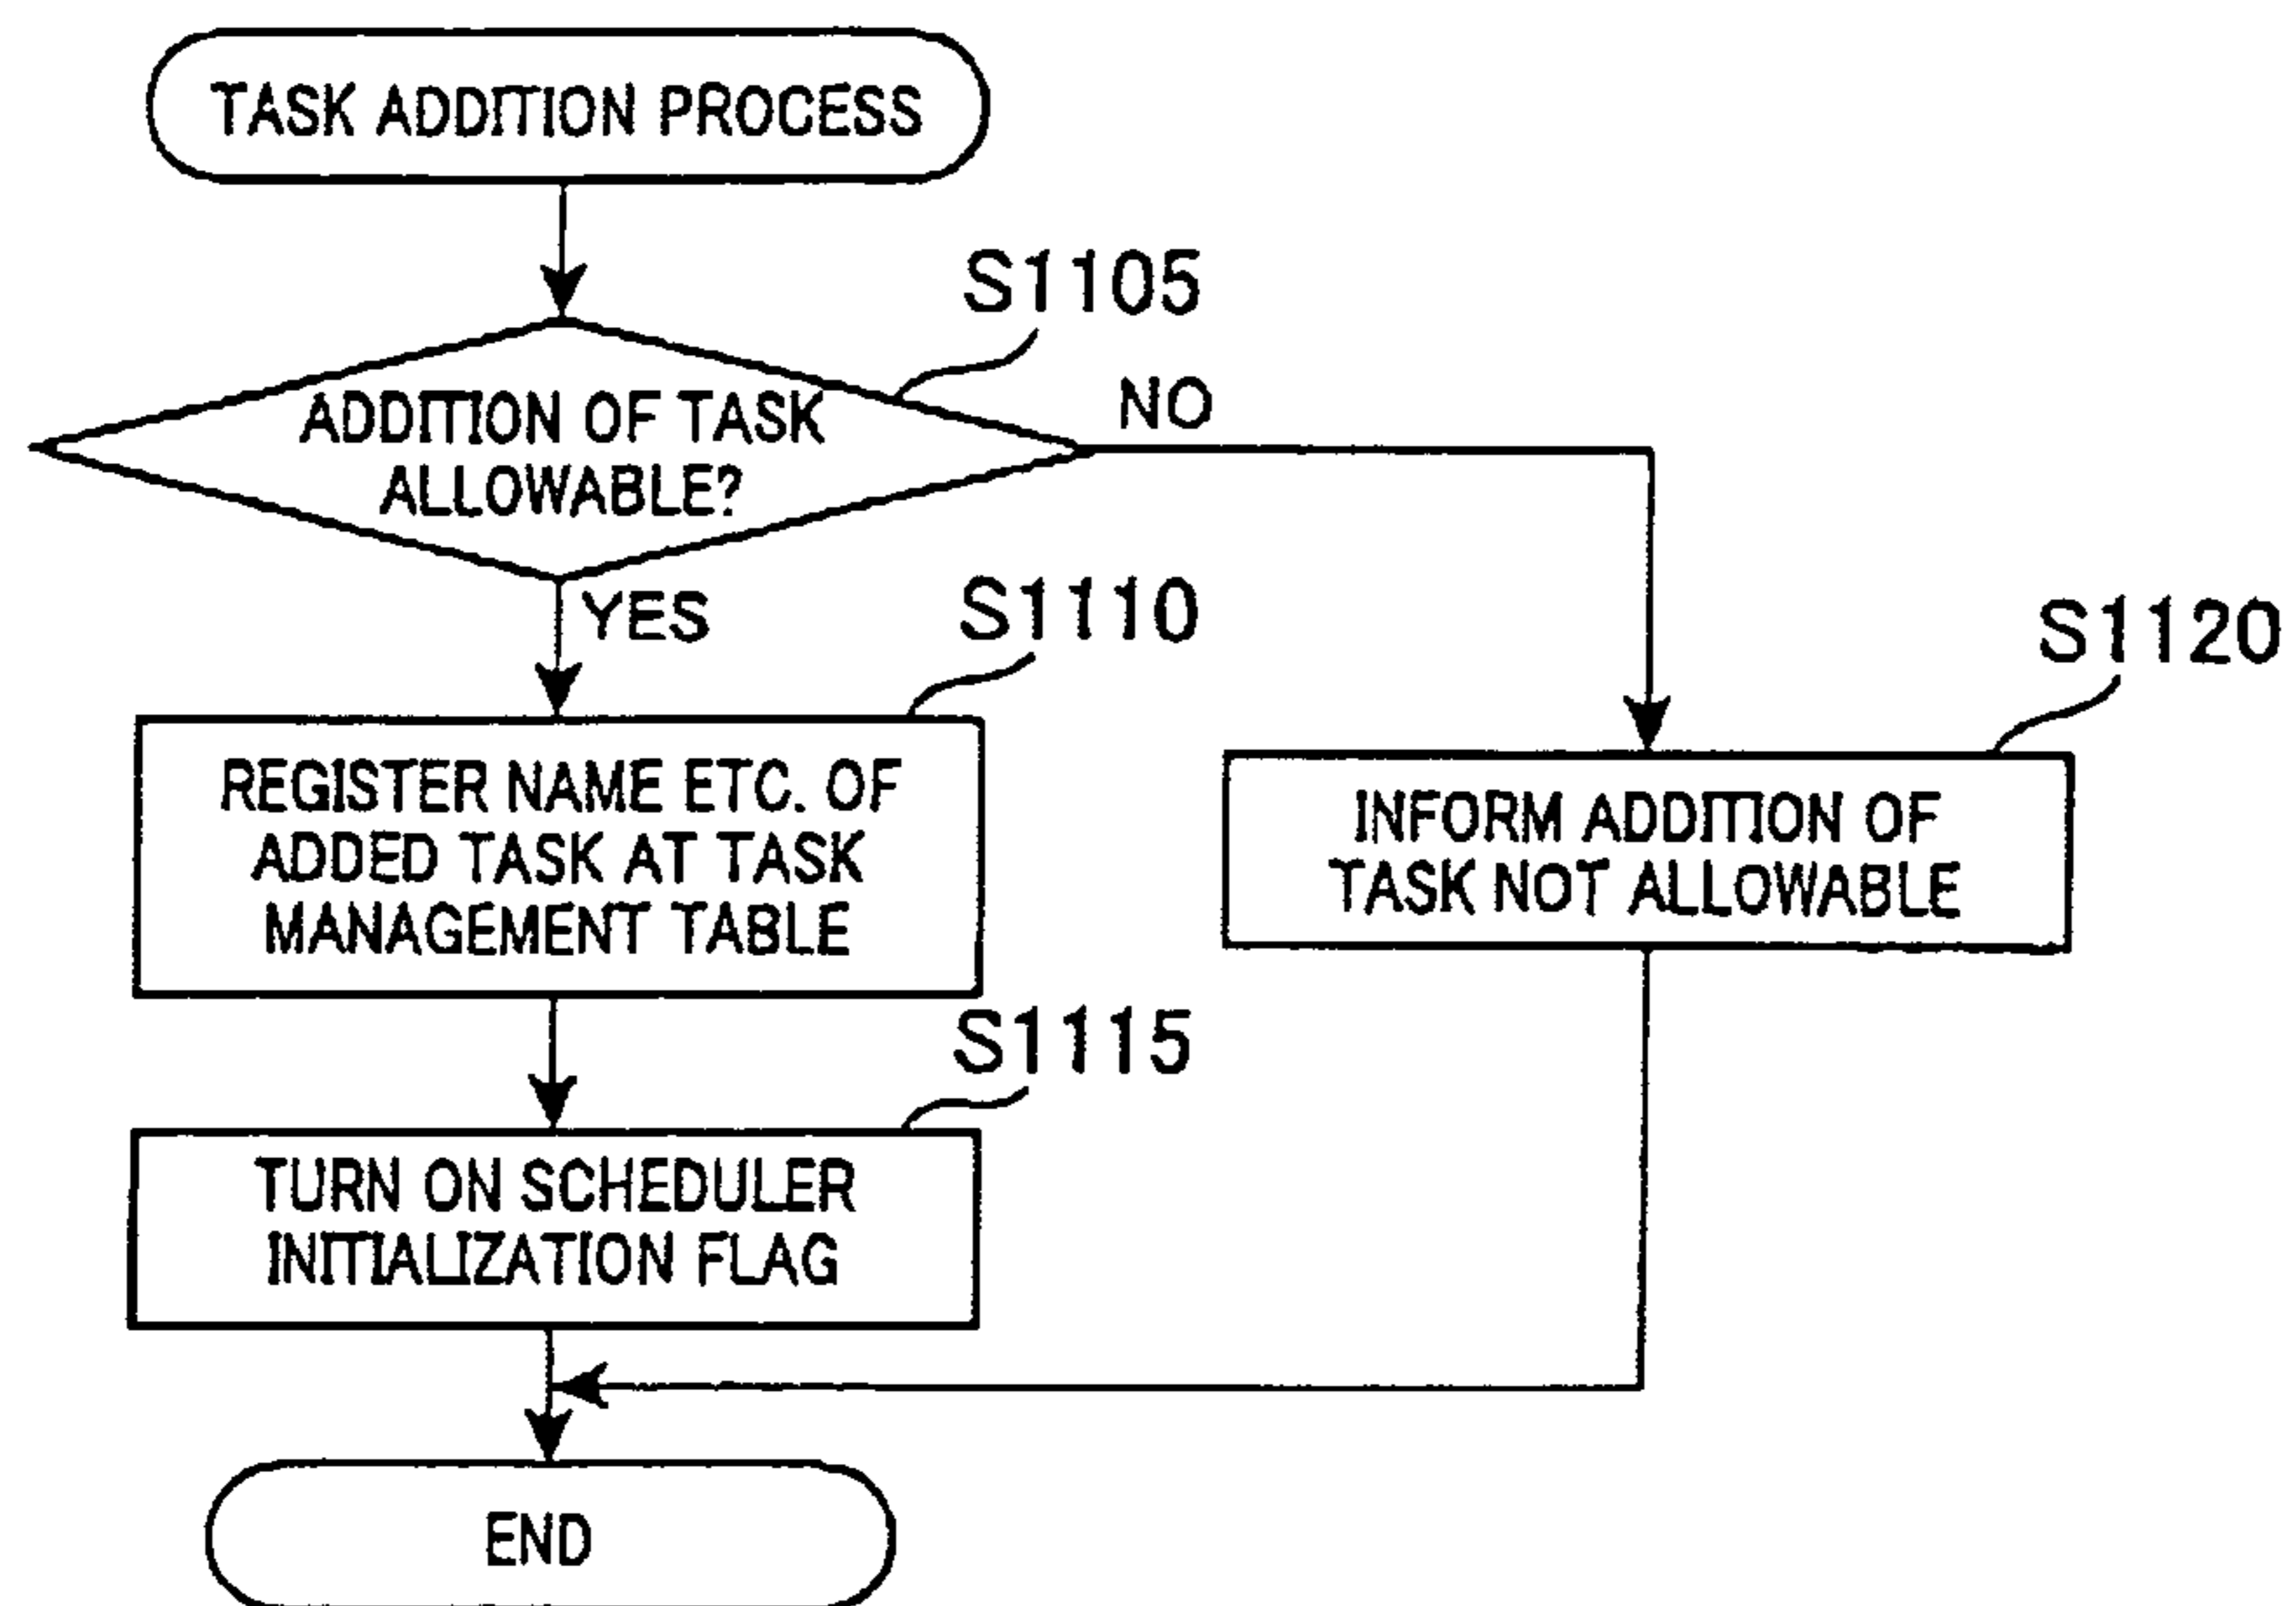 TASK ADDITION PROCESS
S1105
ADDITION OF TASK
ALLOWABLE?
NO
YES
S1110
REGISTER NAME ETC. OF
ADDED TASK AT TASK
MANAGEMENT TABLE
S1120
INFORM ADDITION OF
TASK NOT ALLOWABLE
S1115
TURN ON SCHEDULER
INITIALIZATION FLAG
END